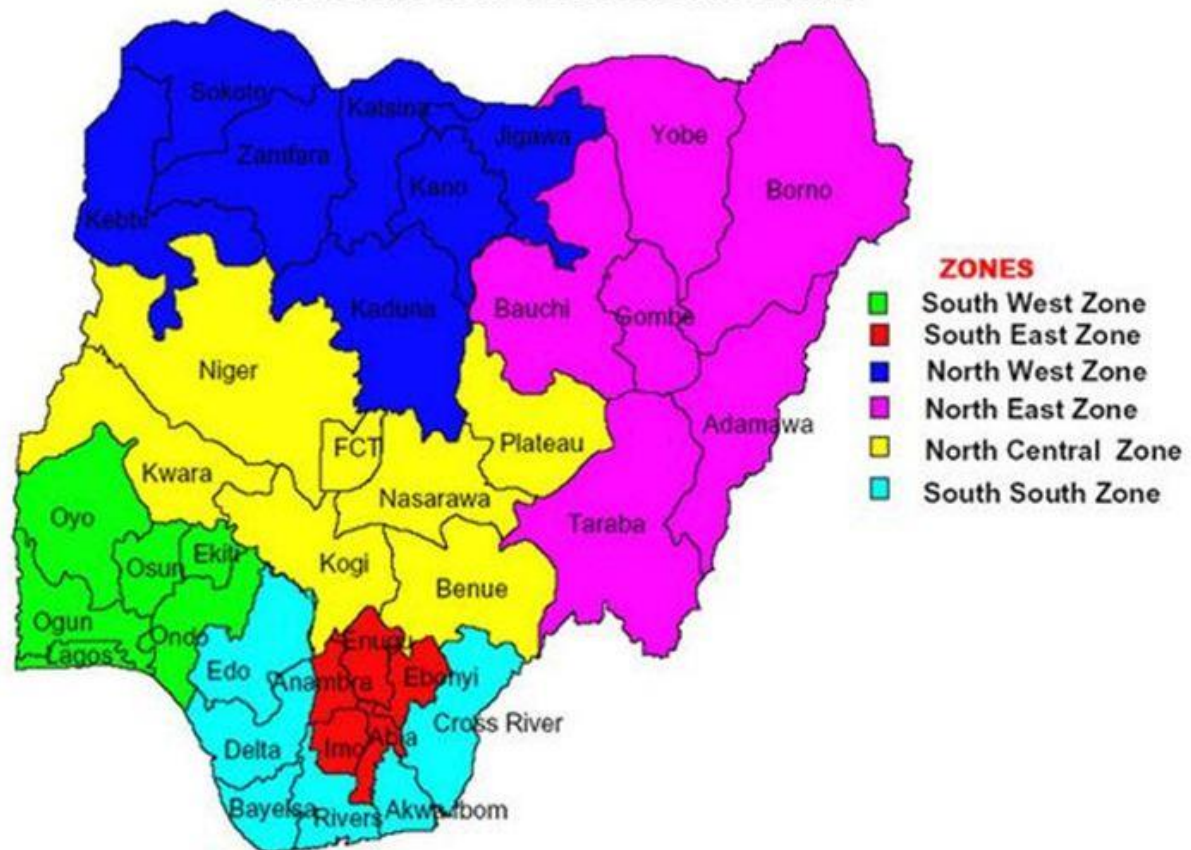 Sokoto
Katsina
Zamfara
Jigawa
Yobe
Kano
Borno
Kebbi
Kaduna
Bauchi
Gombe
Niger
Adamawa
FCT
Plateau
Kwara
Nasarawa
Oyo
Taraba
Ekiti
Osun
Kogi
Benue
Ogun
Ondo
Lagos
Enugu
Edo
Anambra
Ebonyi
Cross River
Delta
Imo
Abia
Bayelsa
Rivers
Akwa-Ibom
ZONES
South West Zone
South East Zone
North West Zone
North East Zone
North Central Zone
South South Zone